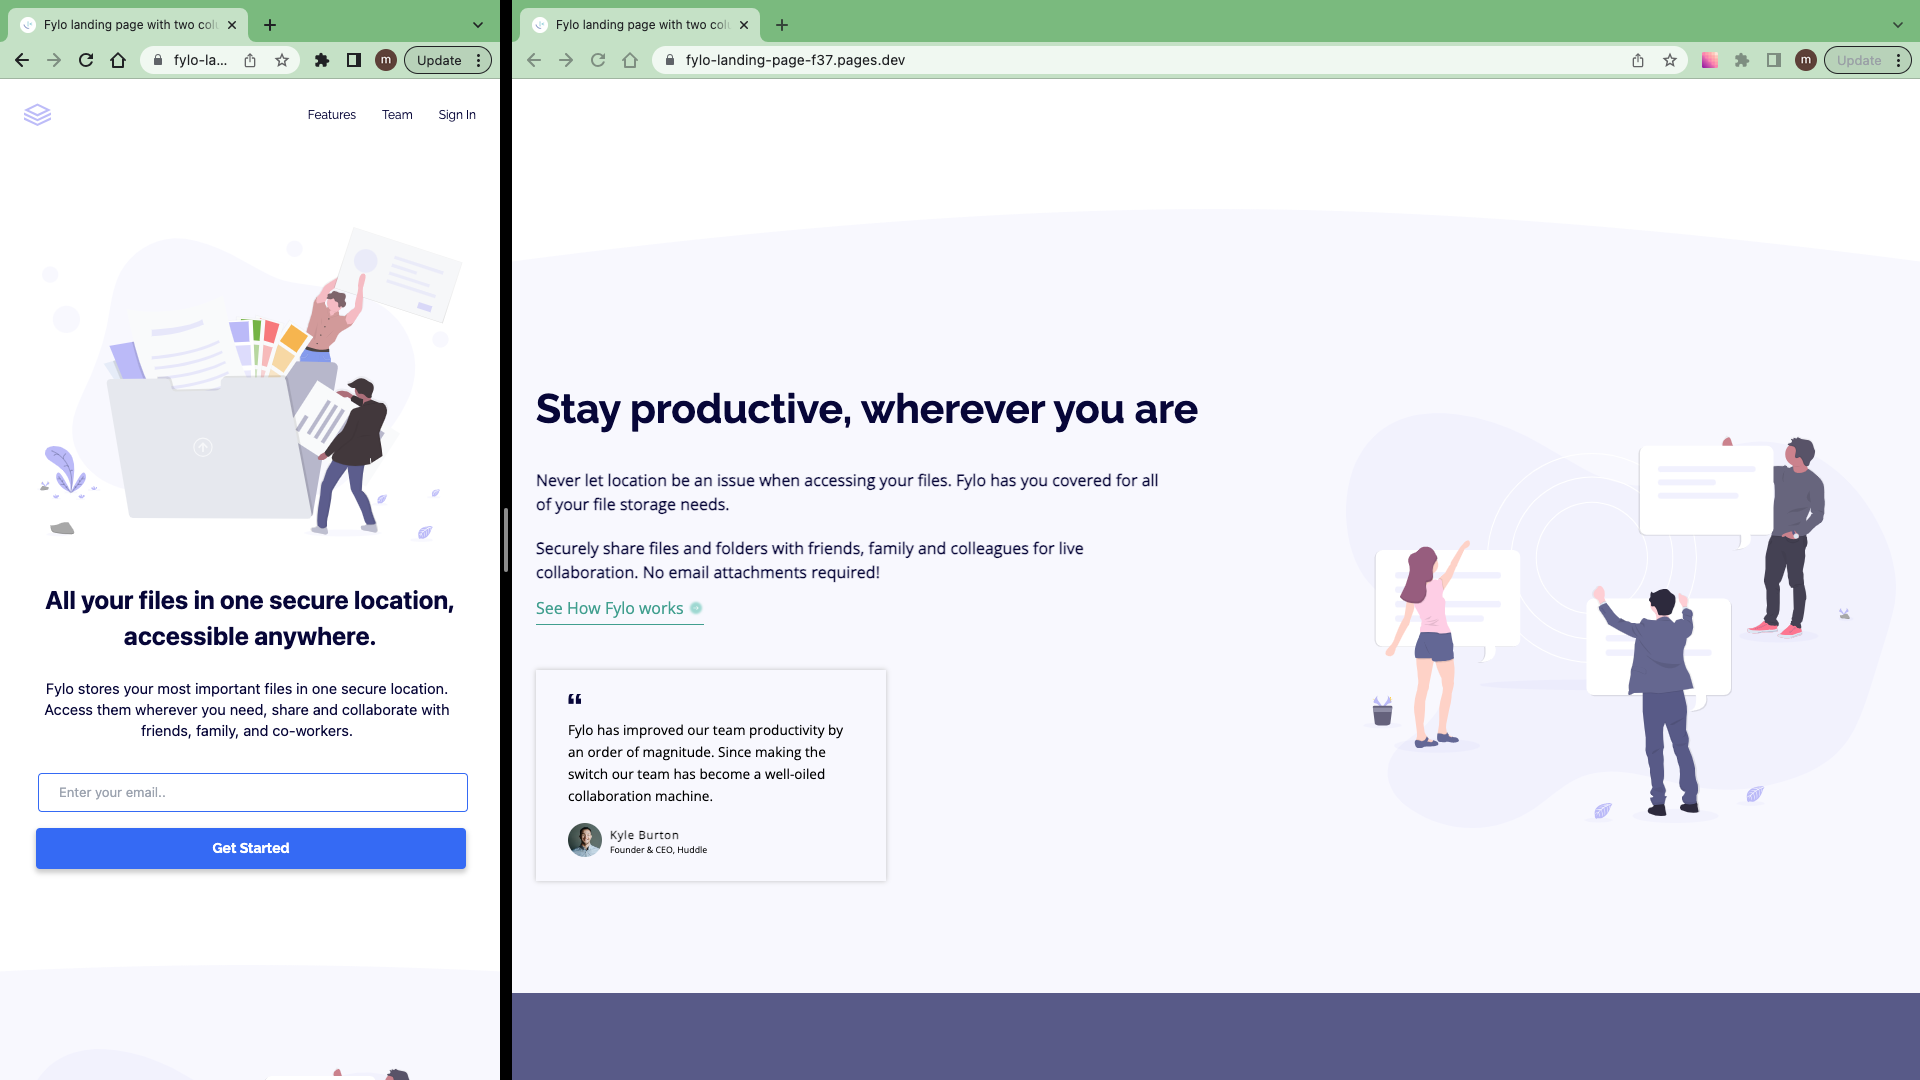 Fylo landing page with two colu
fylo-la...
m
Update
Features
Team
Sign In
All your files in one secure location,
accessible anywhere.
Fylo stores your most important files in one secure location.
Access them wherever you need, share and collaborate with
friends, family, and co-workers.
Enter your email..
Get Started
Fylo landing page with two colu
fylo-landing-page-f37.pages.dev
m
Update
Stay productive, wherever you are
Never let location be an issue when accessing your files. Fylo has you covered for all
of your file storage needs.
Securely share files and folders with friends, family and colleagues for live
collaboration. No email attachments required!
See How Fylo works
“
Fylo has improved our team productivity by
an order of magnitude. Since making the
switch our team has become a well-oiled
collaboration machine.
Kyle Burton
Founder & CEO, Huddle